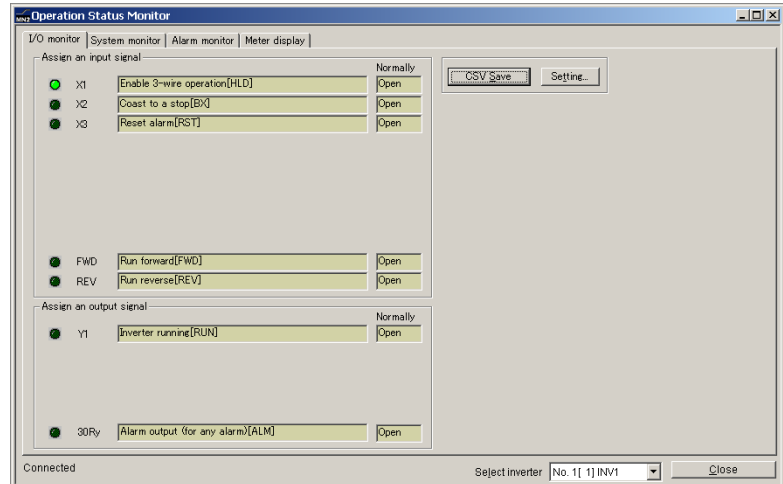 MN2 Operation Status Monitor
I/O monitor System monitor Alarm monitor Meter display
Assign an input signal
Normally
X1 Enable 3-wire operation[HLD] Open
X2 Coast to a stop[BX] Open
X3 Reset alarm[RST] Open
FWD Run forward[FWD] Open
REV Run reverse[REV] Open
CSV Save Setting...
Assign an output signal
Normally
Y1 Inverter running[RUN] Open
30Ry Alarm output (for any alarm)[ALM] Open
Connected
Select inverter No. 1[ 1] INV1 Close